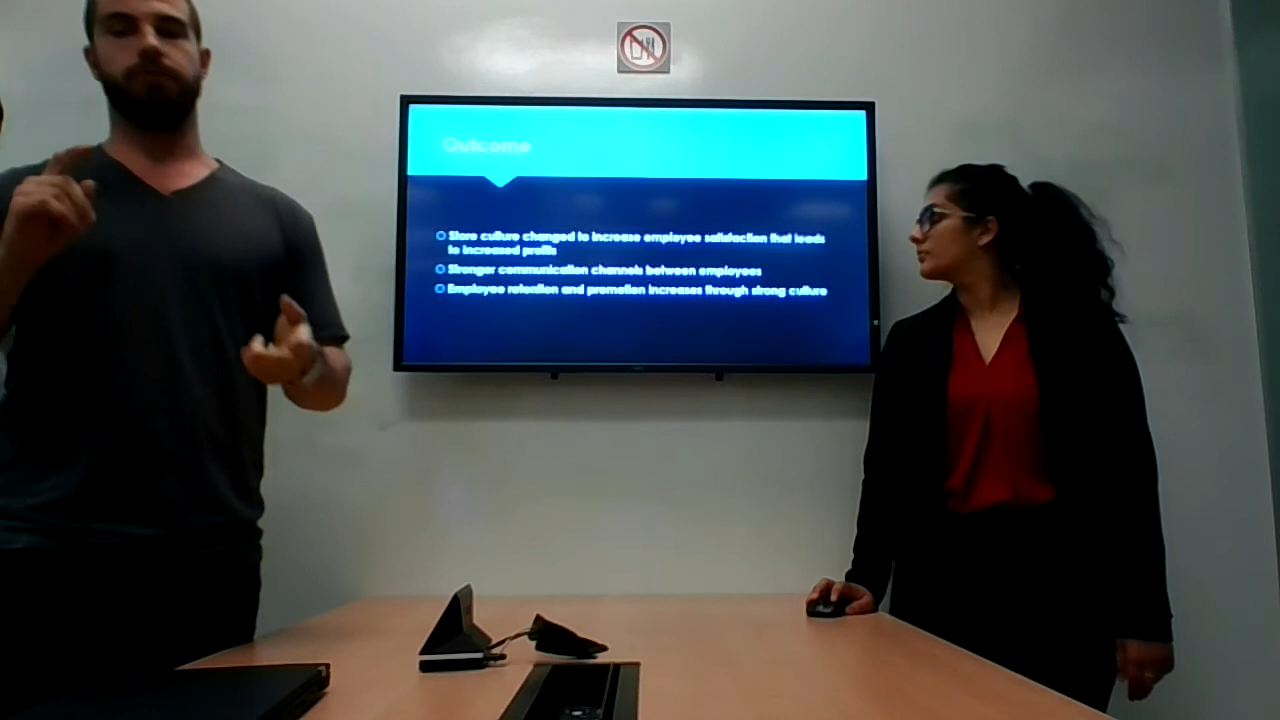 Outcome
Store culture changed to increase employee satisfaction that leads
to increased profits
Stronger communication channels between employees
Employee retention and promotion increases through strong culture